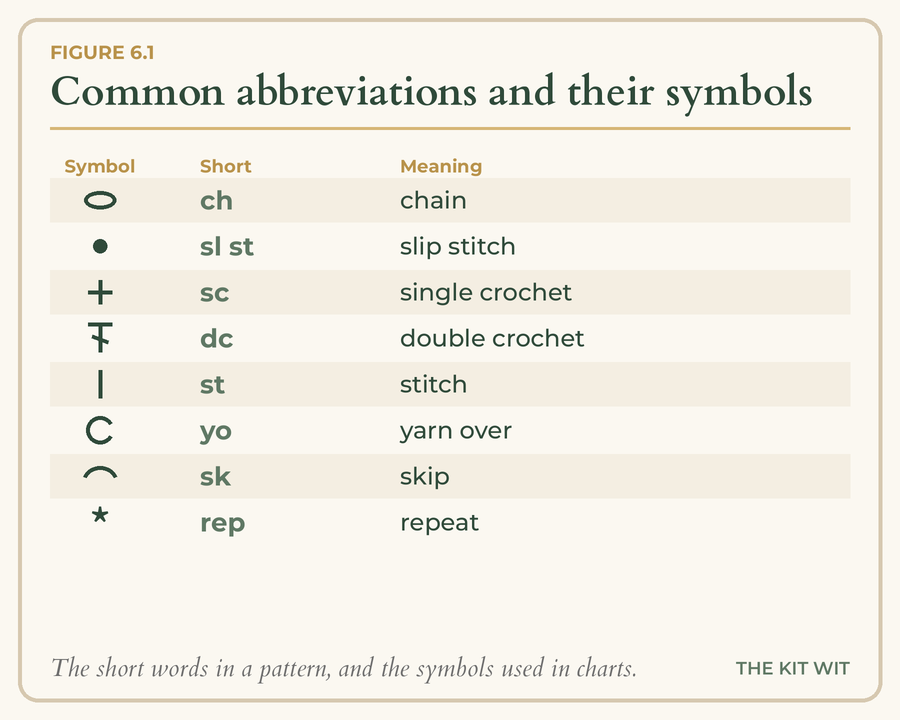 FIGURE 6.1
Common abbreviations and their symbols
Symbol Short Meaning
ch chain
sl st slip stitch
sc single crochet
dc double crochet
st stitch
yo yarn over
sk skip
rep repeat
The short words in a pattern, and the symbols used in charts.
THE KIT WIT